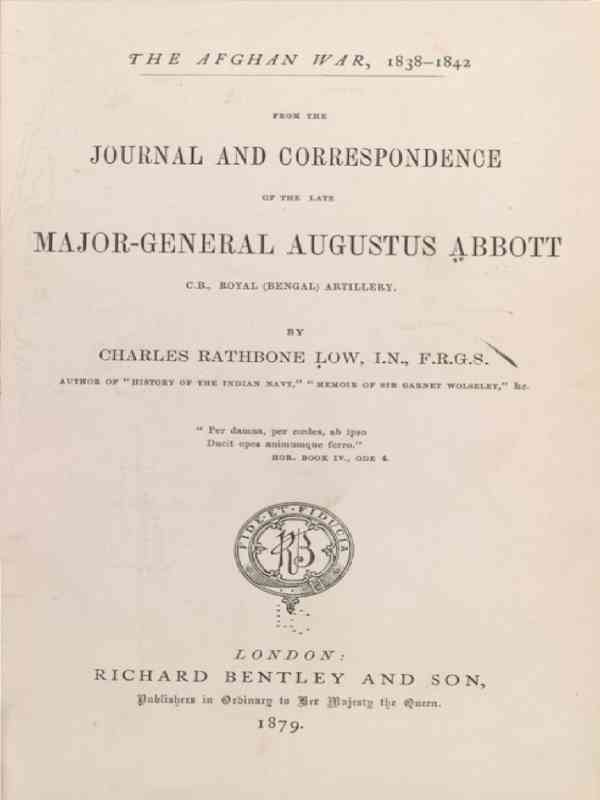 THE AFGHAN WAR, 1838–1842
FROM THE
JOURNAL AND CORRESPONDENCE
OF THE LATE
MAJOR-GENERAL AUGUSTUS ABBOTT
C.B., ROYAL (BENGAL) ARTILLERY.
BY
CHARLES RATHBONE LOW, I.N., F.R.G.S.
AUTHOR OF "HISTORY OF THE INDIAN NAVY," "MEMOIR OF SIR GARNET WOLSELEY," &c.
"Per damna, per cædes, ab ipso
Ducit opes animumque ferro."
HOR. BOOK IV., ODE 4.
FIDE·ET·FIDUCIA
RB
LONDON:
RICHARD BENTLEY AND SON,
Publishers in Ordinary to Her Majesty the Queen.
1879.